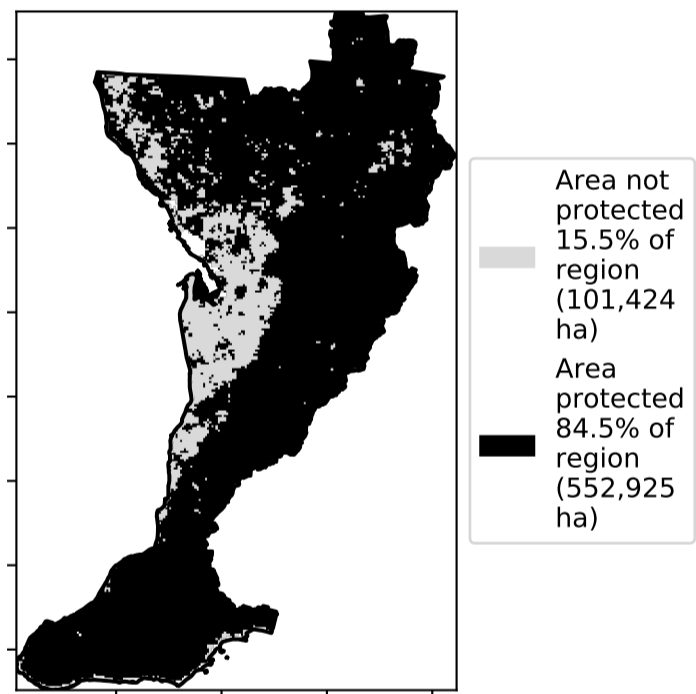 Area not
protected
15.5% of
region
(101,424
ha)
Area
protected
84.5% of
region
(552,925
ha)